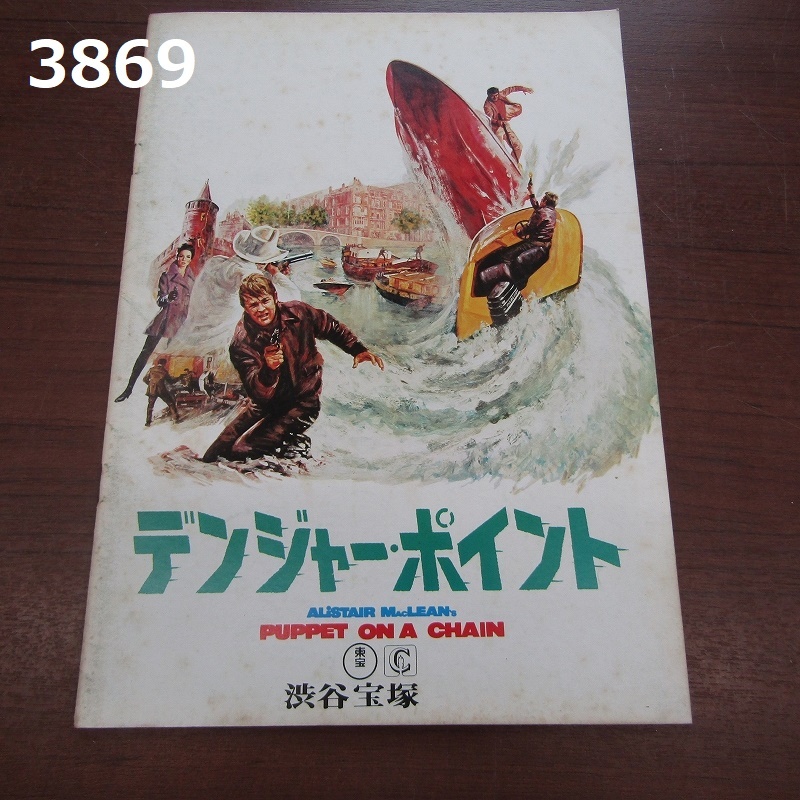 3869
デンジャー・ポイント
ALISTAIR MACLEAN'S
PUPPET ON A CHAIN
東宝
C
渋谷宝塚